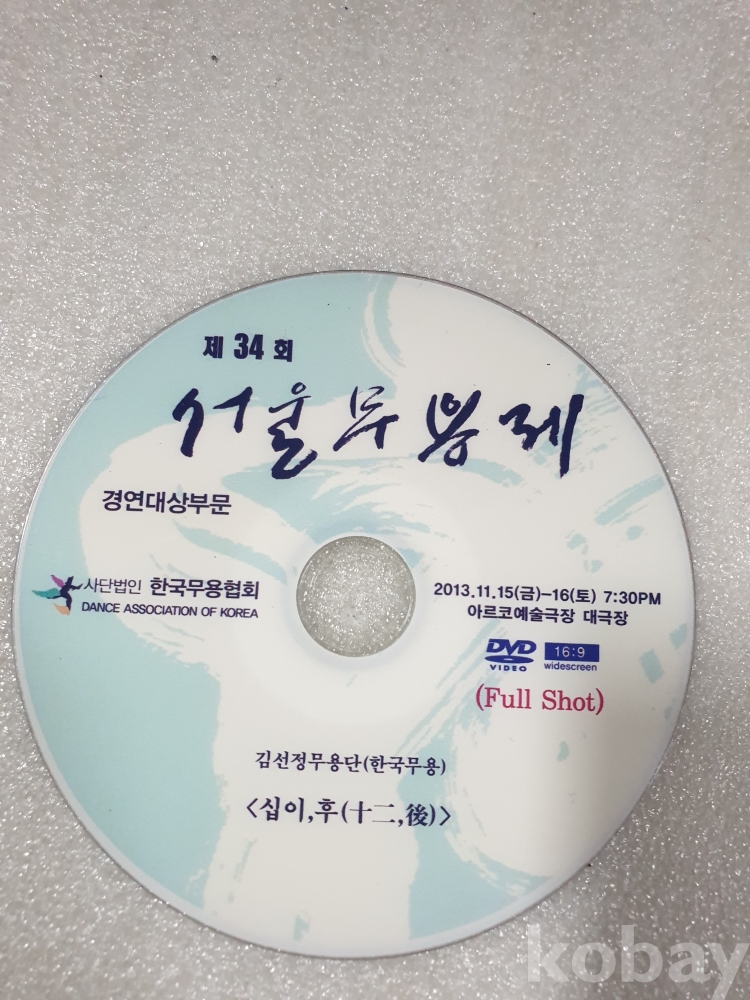 제 34 회
서울무용제
경연대상부문
사단법인 한국무용협회
DANCE ASSOCIATION OF KOREA
2013.11.15(금)-16(토) 7:30PM
아르코예술극장 대극장
DVD VIDEO
16:9 widescreen
(Full Shot)
김선정무용단(한국무용)
<십이,후(十二,後)>
kobay